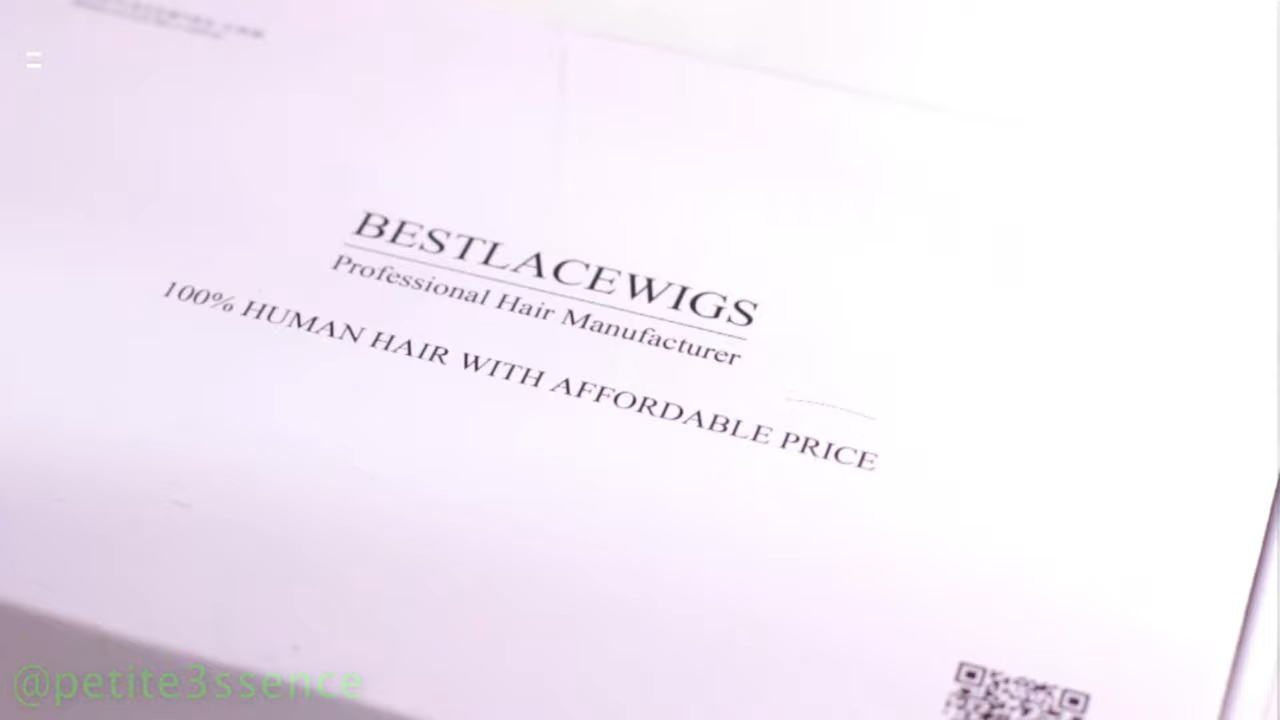 BESTLACEWIGS
Professional Hair Manufacturer
100% HUMAN HAIR WITH AFFORDABLE PRICE
@petite3ssence